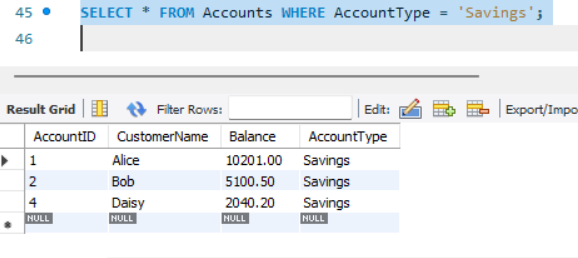 45 SELECT * FROM Accounts WHERE AccountType = 'Savings';
46
Result Grid Filter Rows: Edit: Export/Impo
AccountID CustomerName Balance AccountType
1 Alice 10201.00 Savings
2 Bob 5100.50 Savings
4 Daisy 2040.20 Savings
NULL NULL NULL NULL